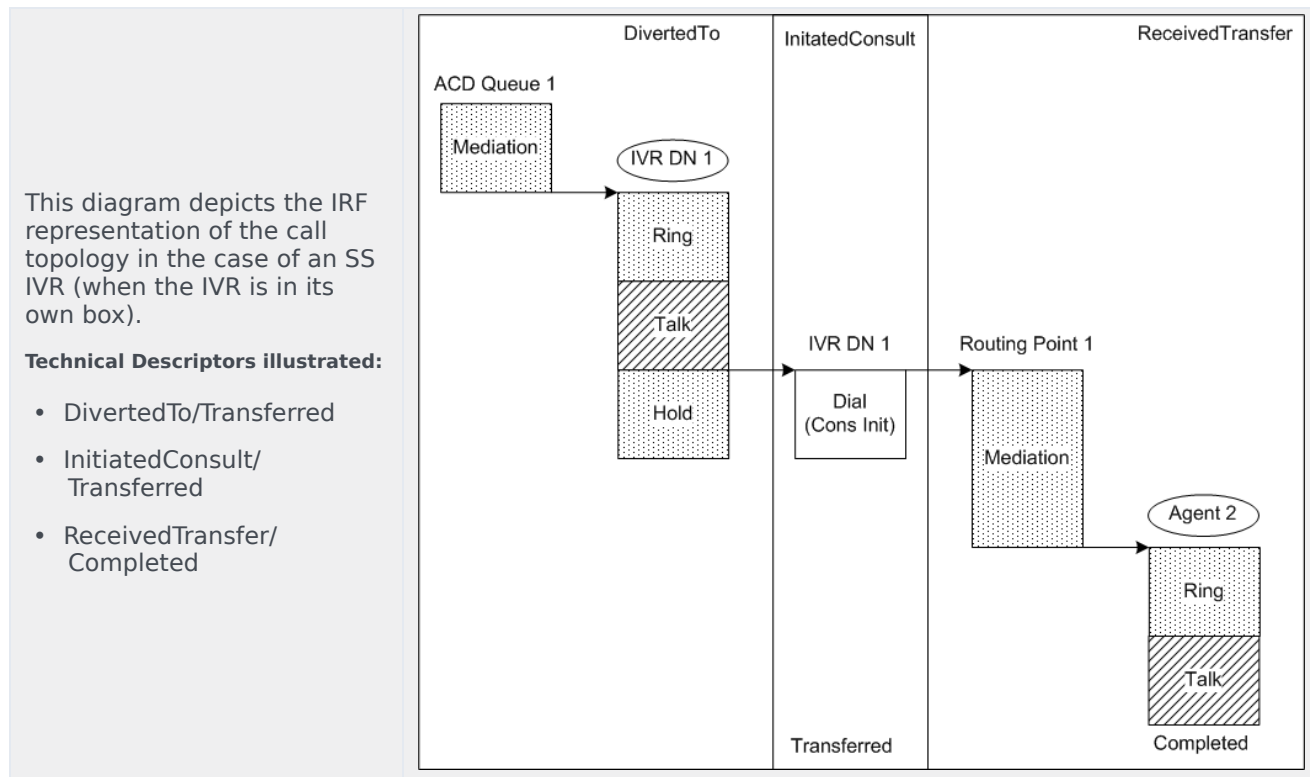 This diagram depicts the IRF
representation of the call
topology in the case of an SS
IVR (when the IVR is in its
own box).
Technical Descriptors illustrated:
• DivertedTo/Transferred
• InitiatedConsult/
Transferred
• ReceivedTransfer/
Completed
DivertedTo
InitatedConsult
ReceivedTransfer
ACD Queue 1
Mediation
IVR DN 1
Ring
Talk
Hold
IVR DN 1
Dial
(Cons Init)
Routing Point 1
Mediation
Agent 2
Ring
Talk
Transferred
Completed